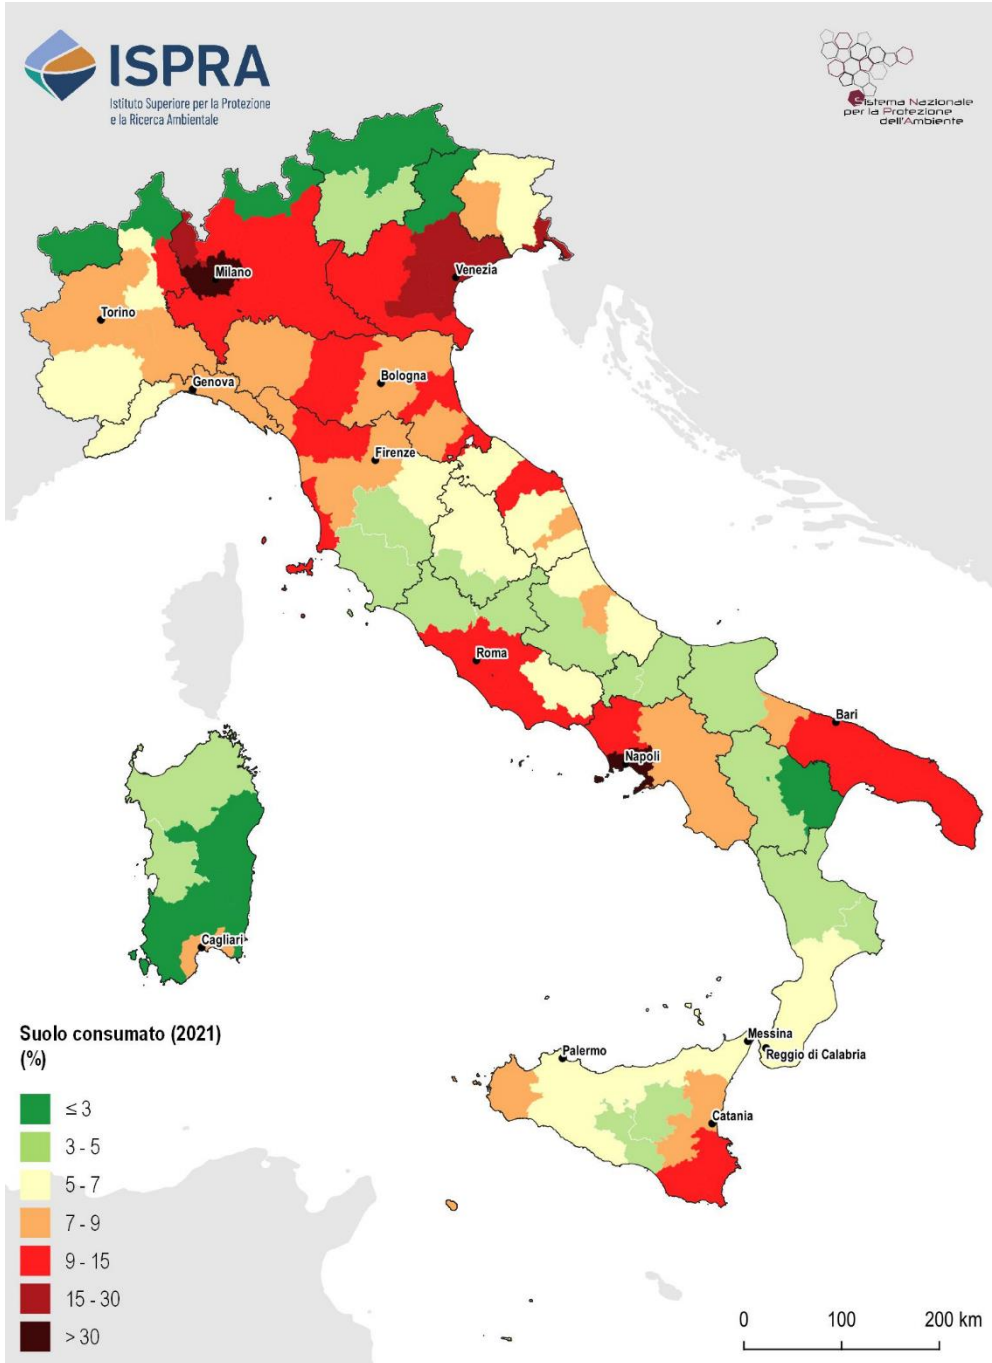 ISPRA
Istituto Superiore per la Protezione
e la Ricerca Ambientale
Sistema Nazionale
per la Protezione
dell'Ambiente
Milano
Venezia
Torino
Genova
Bologna
Firenze
Roma
Bari
Napoli
Cagliari
Messina
Reggio di Calabria
Palermo
Catania
Suolo consumato (2021)
(%)
≤ 3
3 - 5
5 - 7
7 - 9
9 - 15
15 - 30
> 30
0 100 200 km